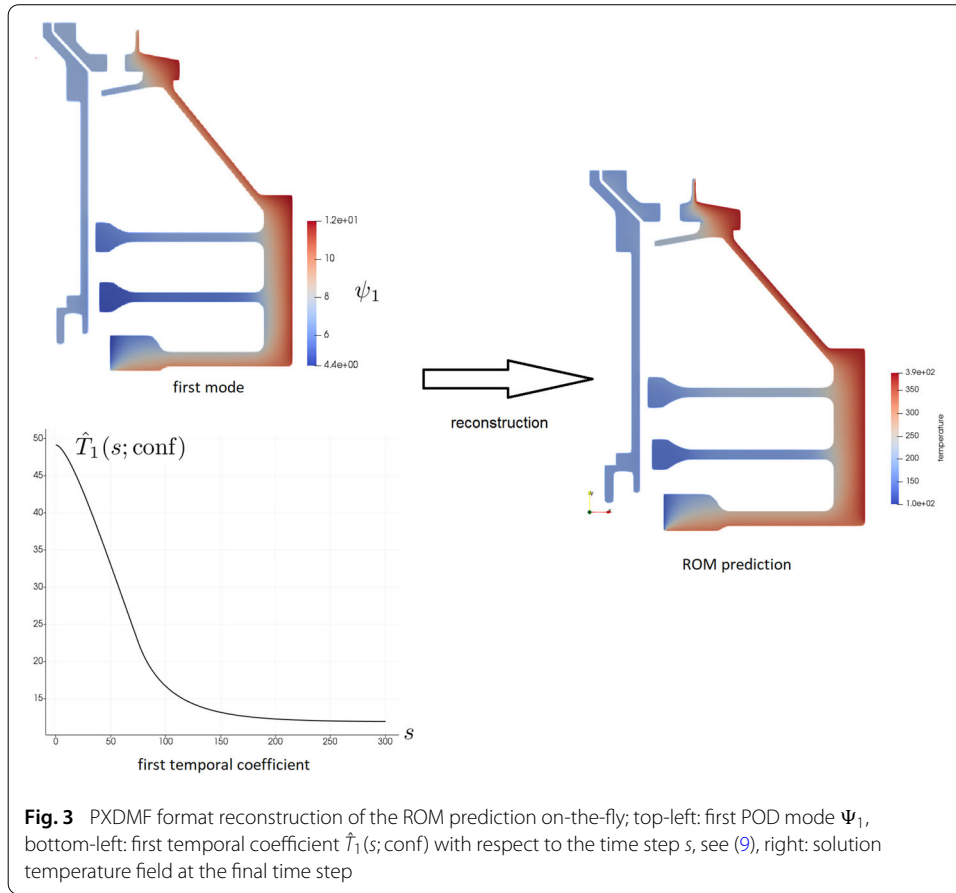 1.2e+01
10
8
ψ₁
6
4.4e+00
first mode
reconstruction
3.9e+02
350
300
250
200
150
1.0e+02
temperature
Y
ROM prediction
T̂₁(s; conf)
50
45
40
35
30
25
20
15
0
50
100
150
200
250
300
s
first temporal coefficient
Fig. 3 PXDMF format reconstruction of the ROM prediction on-the-fly; top-left: first POD mode Ψ₁,
bottom-left: first temporal coefficient T̂₁(s; conf) with respect to the time step s, see (9), right: solution
temperature field at the final time step